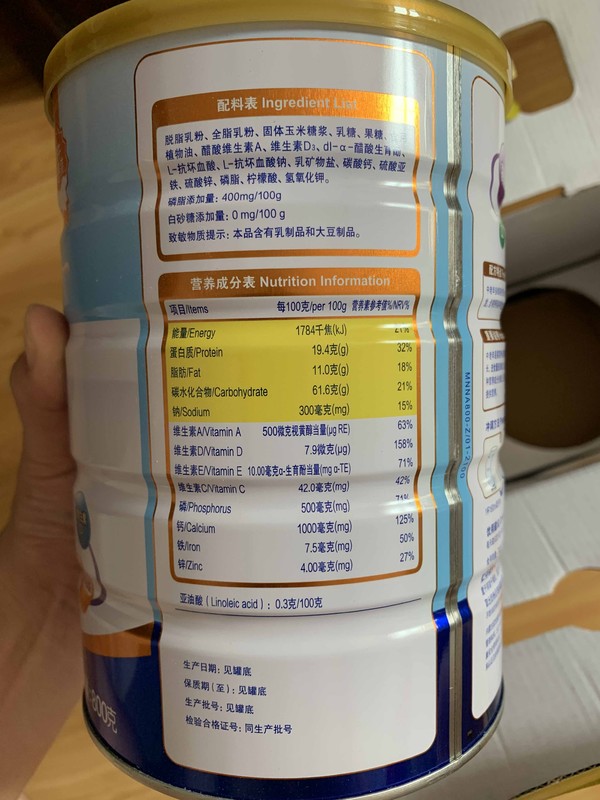 配料表 Ingredient List
脱脂乳粉、全脂乳粉、固体玉米糖浆、乳糖、果糖、
植物油、醋酸维生素A、维生素D₃、dl-α-醋酸生育酚、
L-抗坏血酸、L-抗坏血酸钠、乳矿物盐、碳酸钙、硫酸亚
铁、硫酸锌、磷脂、柠檬酸、氢氧化钾。
磷脂添加量: 400mg/100g
白砂糖添加量: 0 mg/100 g
致敏物质提示: 本品含有乳制品和大豆制品。
营养成分表 Nutrition Information
项目/Items 每100克/per 100g 营养素参考值%/NRV%
能量/Energy 1784千焦(kJ) 21%
蛋白质/Protein 19.4克(g) 32%
脂肪/Fat 11.0克(g) 18%
碳水化合物/Carbohydrate 61.6克(g) 21%
钠/Sodium 300毫克(mg) 15%
维生素A/Vitamin A 500微克视黄醇当量(μg RE) 63%
维生素D/Vitamin D 7.9微克(μg) 158%
维生素E/Vitamin E 10.00毫克α-生育酚当量(mg α-TE) 71%
维生素C/Vitamin C 42.0毫克(mg) 42%
磷/Phosphorus 500毫克(mg) 71%
钙/Calcium 1000毫克(mg) 125%
铁/Iron 7.5毫克(mg) 50%
锌/Zinc 4.00毫克(mg) 27%
亚油酸（Linoleic acid）: 0.3克/100克
生产日期: 见罐底
保质期（至）: 见罐底
生产批号: 见罐底
检验合格证号: 同生产批号
800克